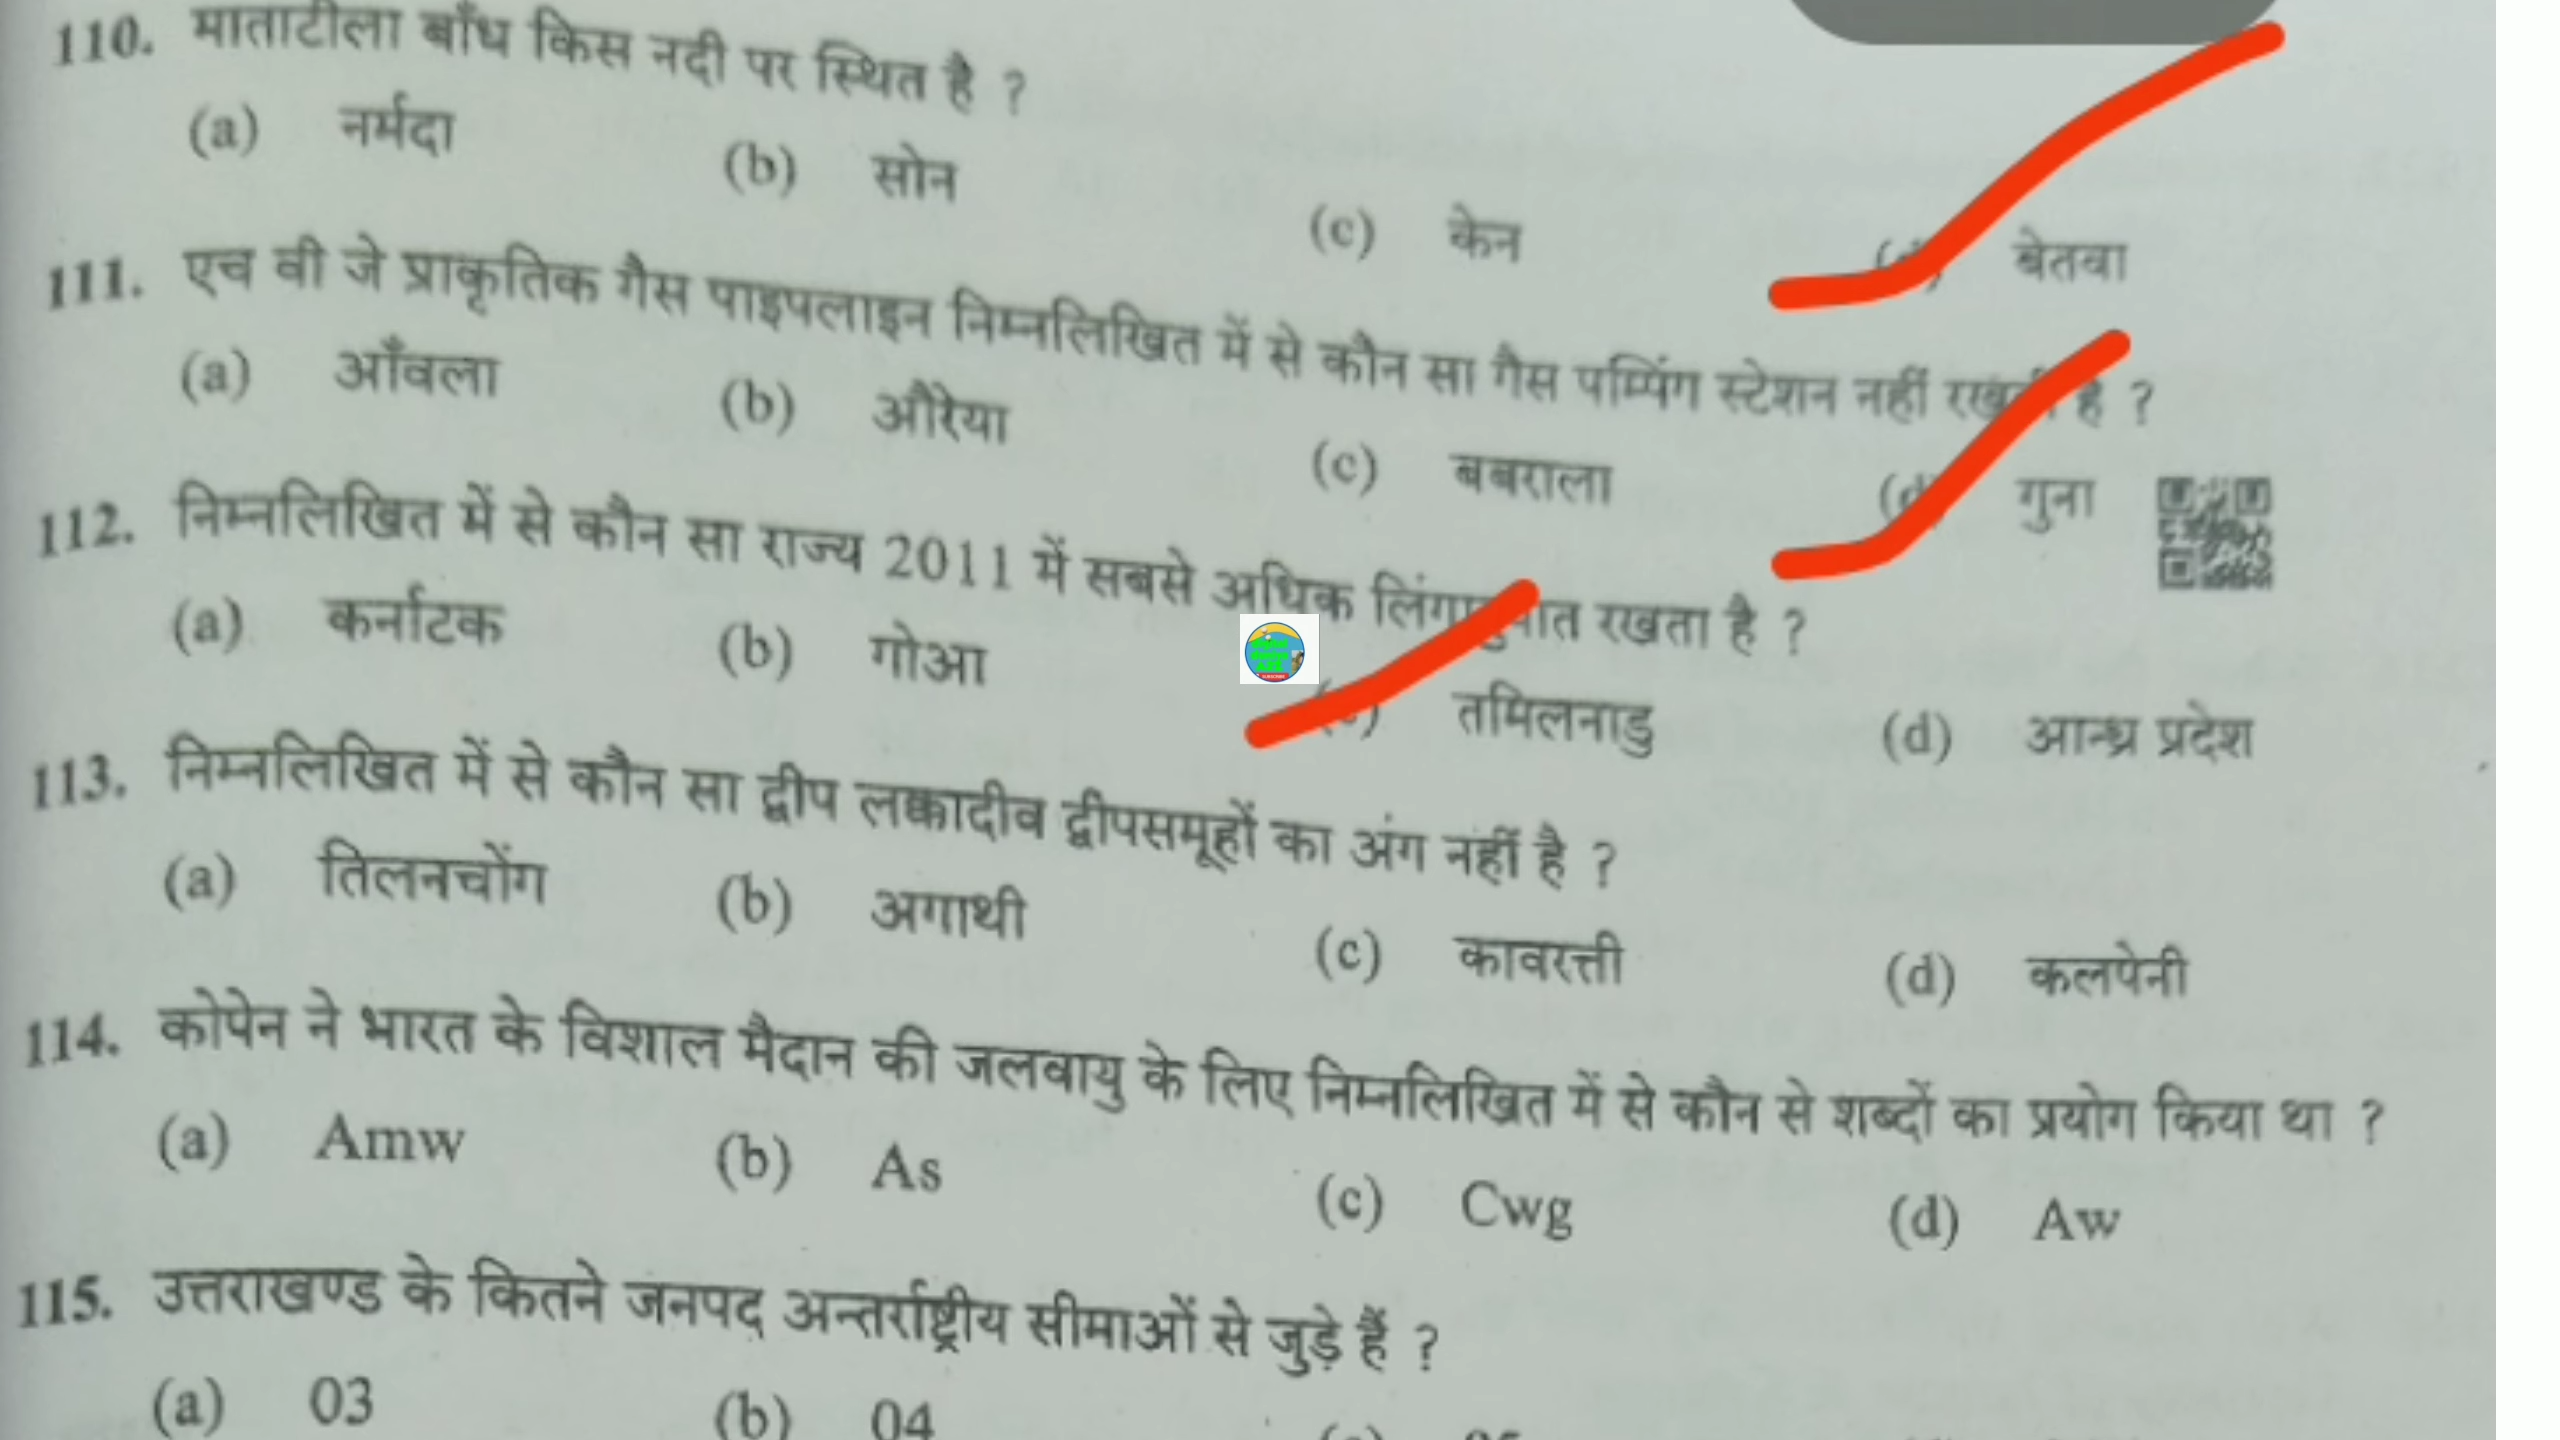 110. माताटीला बाँध किस नदी पर स्थित है ?
(a) नर्मदा (b) सोन (c) केन बेतवा
111. एच वी जे प्राकृतिक गैस पाइपलाइन निम्नलिखित में से कौन सा गैस पम्पिंग स्टेशन नहीं रखती है ?
(a) आँवला (b) औरैया (c) बबराला (d) गुना
112. निम्नलिखित में से कौन सा राज्य 2011 में सबसे अधिक लिंगानुपात रखता है ?
(a) कर्नाटक (b) गोआ (c) तमिलनाडु (d) आन्ध्र प्रदेश
113. निम्नलिखित में से कौन सा द्वीप लक्कादीव द्वीपसमूहों का अंग नहीं है ?
(a) तिलनचोंग (b) अगाथी (c) कावरत्ती (d) कलपेनी
114. कोपेन ने भारत के विशाल मैदान की जलवायु के लिए निम्नलिखित में से कौन से शब्दों का प्रयोग किया था ?
(a) Amw (b) As (c) Cwg (d) Aw
115. उत्तराखण्ड के कितने जनपद अन्तर्राष्ट्रीय सीमाओं से जुड़े हैं ?
(a) 03 (b) 04